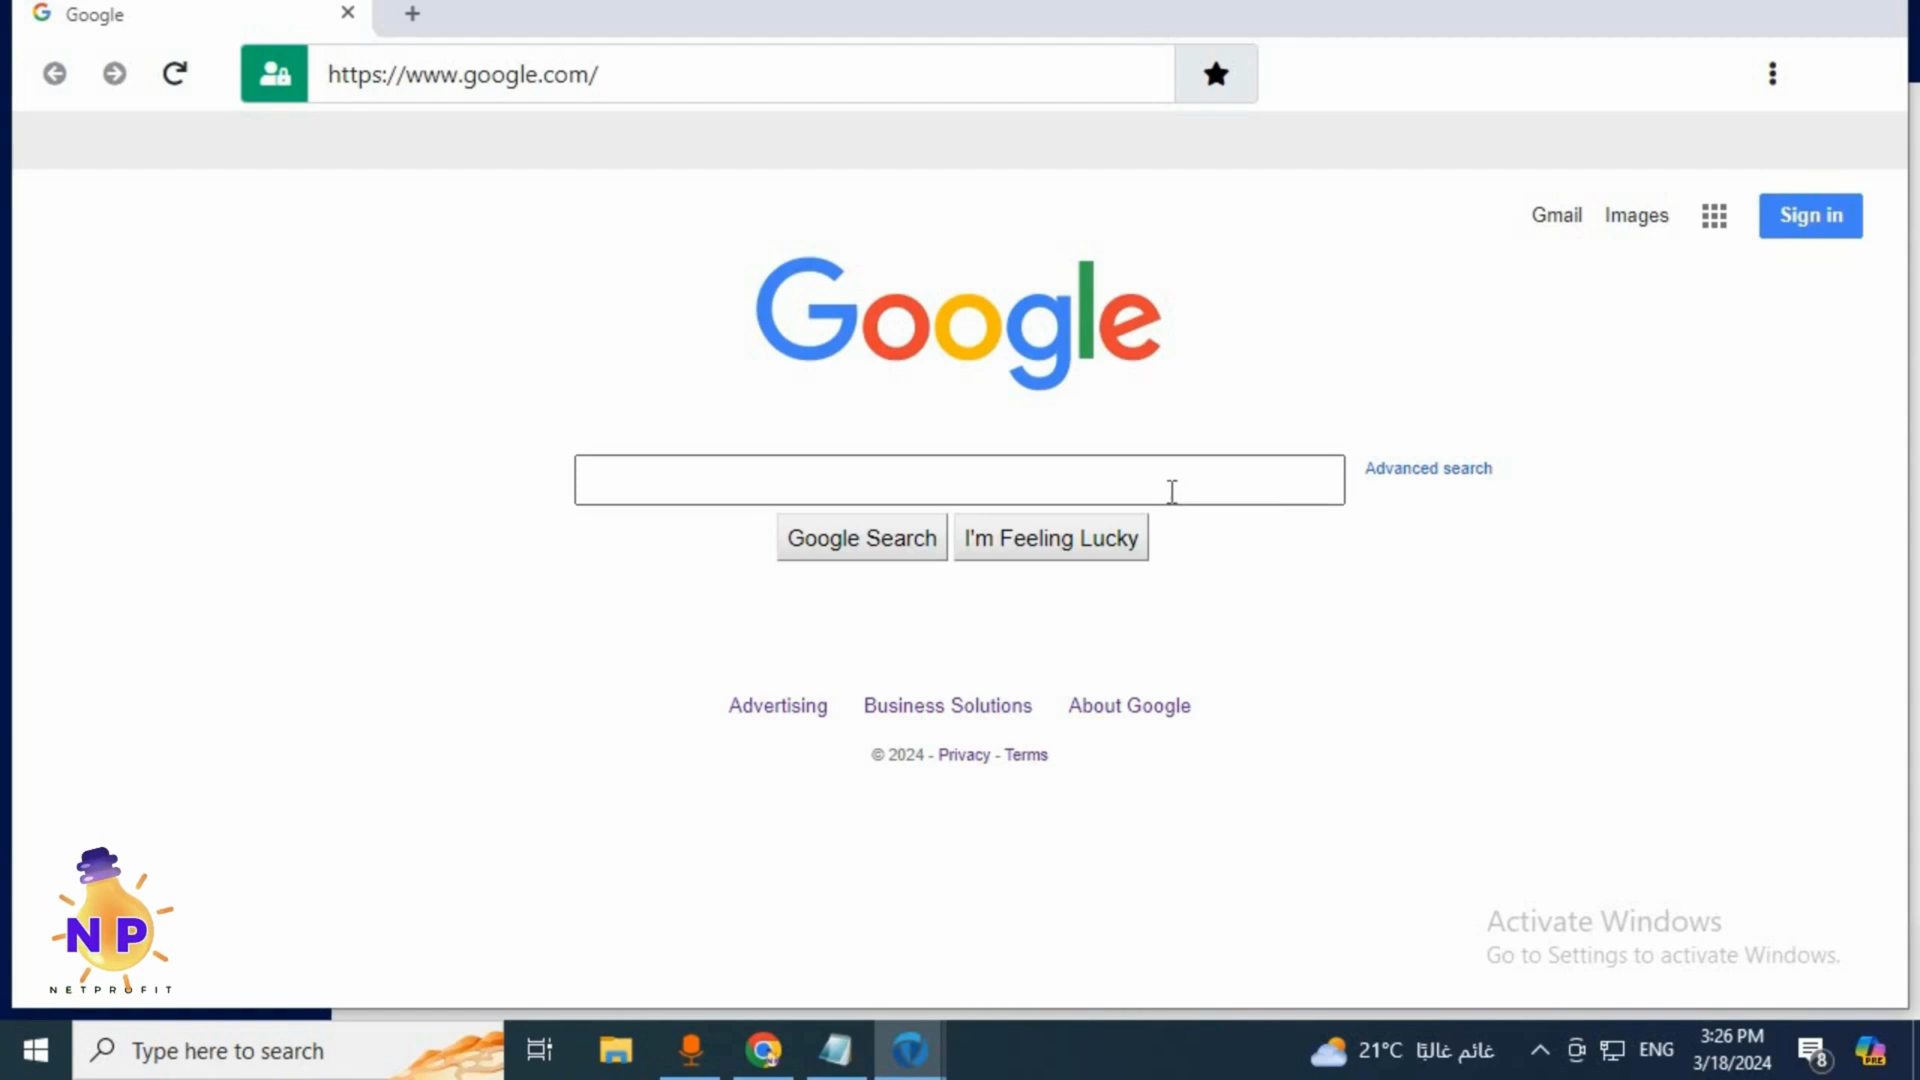 Google
https://www.google.com/
Gmail Images Sign in
Google
Advanced search
Google Search I'm Feeling Lucky
Advertising Business Solutions About Google
© 2024 - Privacy - Terms
N P
NETPROFIT
Activate Windows
Go to Settings to activate Windows.
Type here to search
21°C غائم غالبًا
ENG
3:26 PM
3/18/2024
8
PRE